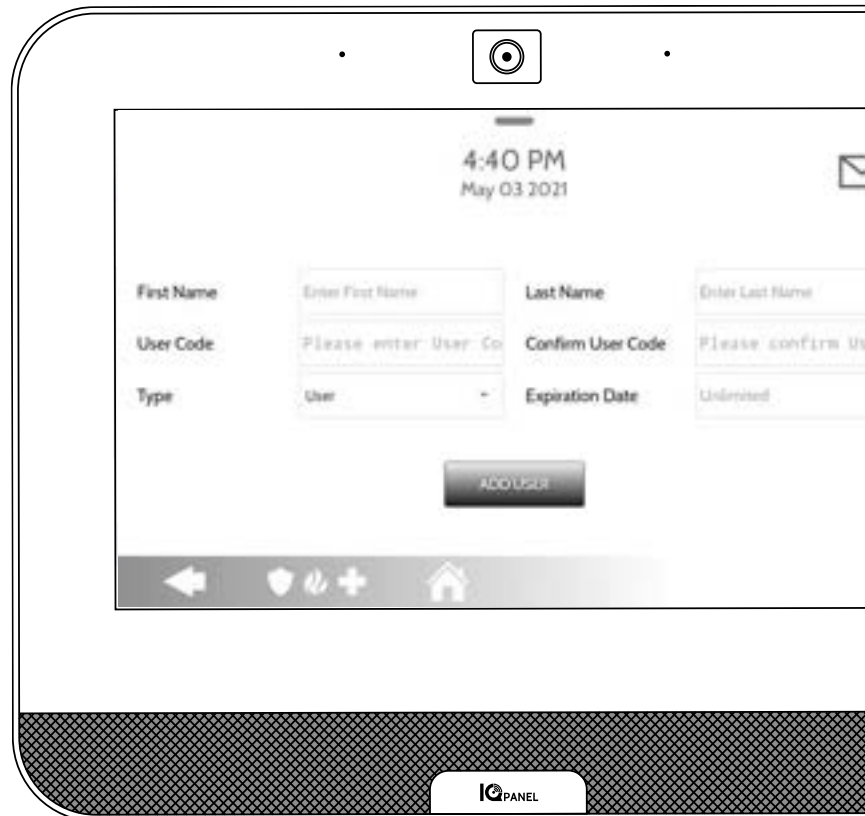 4:40 PM
May 03 2021
First Name Enter First Name Last Name Enter Last Name
User Code Please enter User Co Confirm User Code Please confirm Us
Type User Expiration Date Unlimited
ADD USER
IQ PANEL